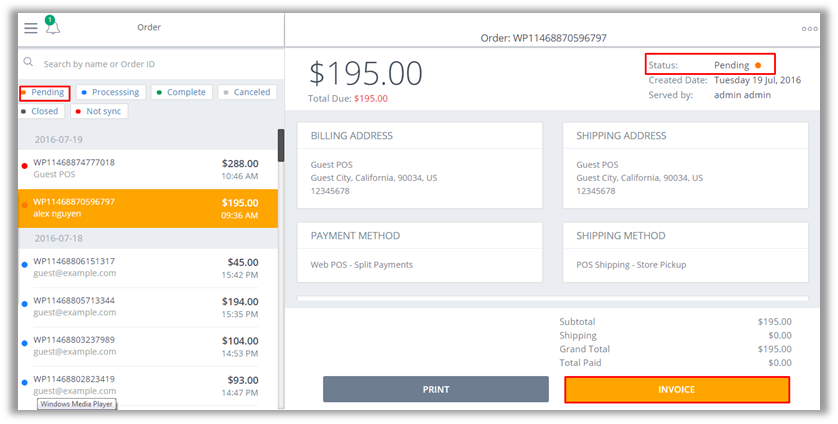 1
Order
Order: WP11468870596797
Search by name or Order ID
Pending
Processing
Complete
Canceled
Closed
Not sync
2016-07-19
WP11468874777018 $288.00
Guest POS 10:46 AM
WP11468870596797 $195.00
alex nguyen 09:36 AM
2016-07-18
WP11468806151317 $45.00
guest@example.com 15:42 PM
WP11468805713344 $194.00
guest@example.com 15:35 PM
WP11468803237989 $104.00
guest@example.com 14:53 PM
WP11468802823419 $93.00
guest@example.com 14:47 PM
Windows Media Player
$195.00
Total Due: $195.00
Status: Pending
Created Date: Tuesday 19 Jul, 2016
Served by: admin admin
BILLING ADDRESS
Guest POS
Guest City, California, 90034, US
12345678
SHIPPING ADDRESS
Guest POS
Guest City, California, 90034, US
12345678
PAYMENT METHOD
Web POS - Split Payments
SHIPPING METHOD
POS Shipping - Store Pickup
Subtotal $195.00
Shipping $0.00
Grand Total $195.00
Total Paid $0.00
PRINT
INVOICE